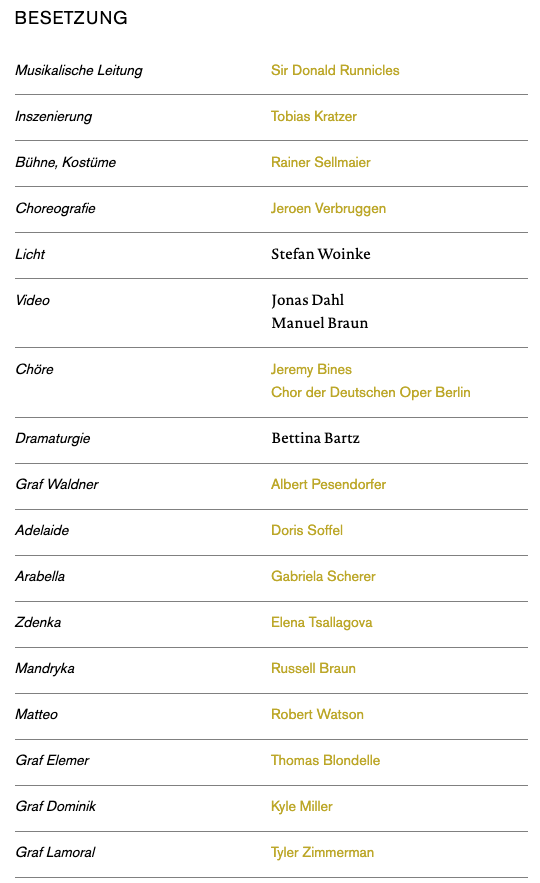 BESETZUNG
Musikalische Leitung Sir Donald Runnicles
Inszenierung Tobias Kratzer
Bühne, Kostüme Rainer Sellmaier
Choreografie Jeroen Verbruggen
Licht Stefan Woinke
Video Jonas Dahl
Manuel Braun
Chöre Jeremy Bines
Chor der Deutschen Oper Berlin
Dramaturgie Bettina Bartz
Graf Waldner Albert Pesendorfer
Adelaide Doris Soffel
Arabella Gabriela Scherer
Zdenka Elena Tsallagova
Mandryka Russell Braun
Matteo Robert Watson
Graf Elemer Thomas Blondelle
Graf Dominik Kyle Miller
Graf Lamoral Tyler Zimmerman